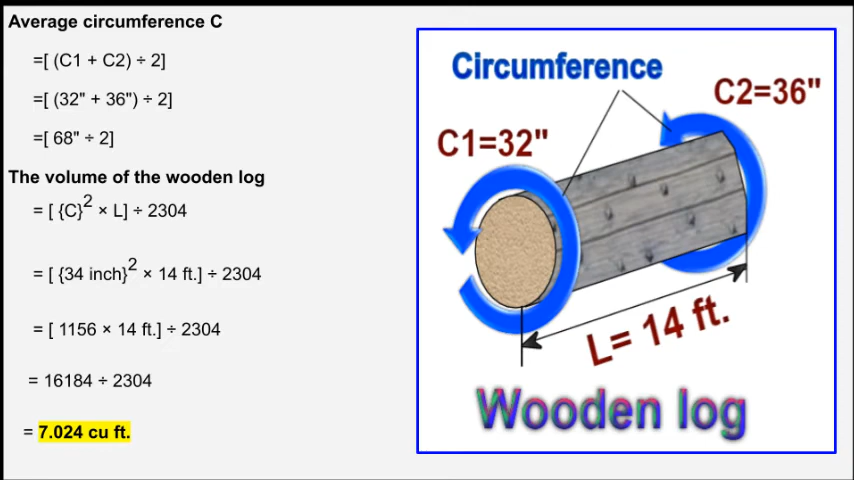 Average circumference C
=[ (C1 + C2) ÷ 2]
=[ (32" + 36") ÷ 2]
=[ 68" ÷ 2]
The volume of the wooden log
= [ {C}² × L] ÷ 2304
= [ {34 inch}² × 14 ft.] ÷ 2304
= [ 1156 × 14 ft.] ÷ 2304
= 16184 ÷ 2304
= 7.024 cu ft.
Circumference
C2=36"
C1=32"
L= 14 ft.
Wooden log